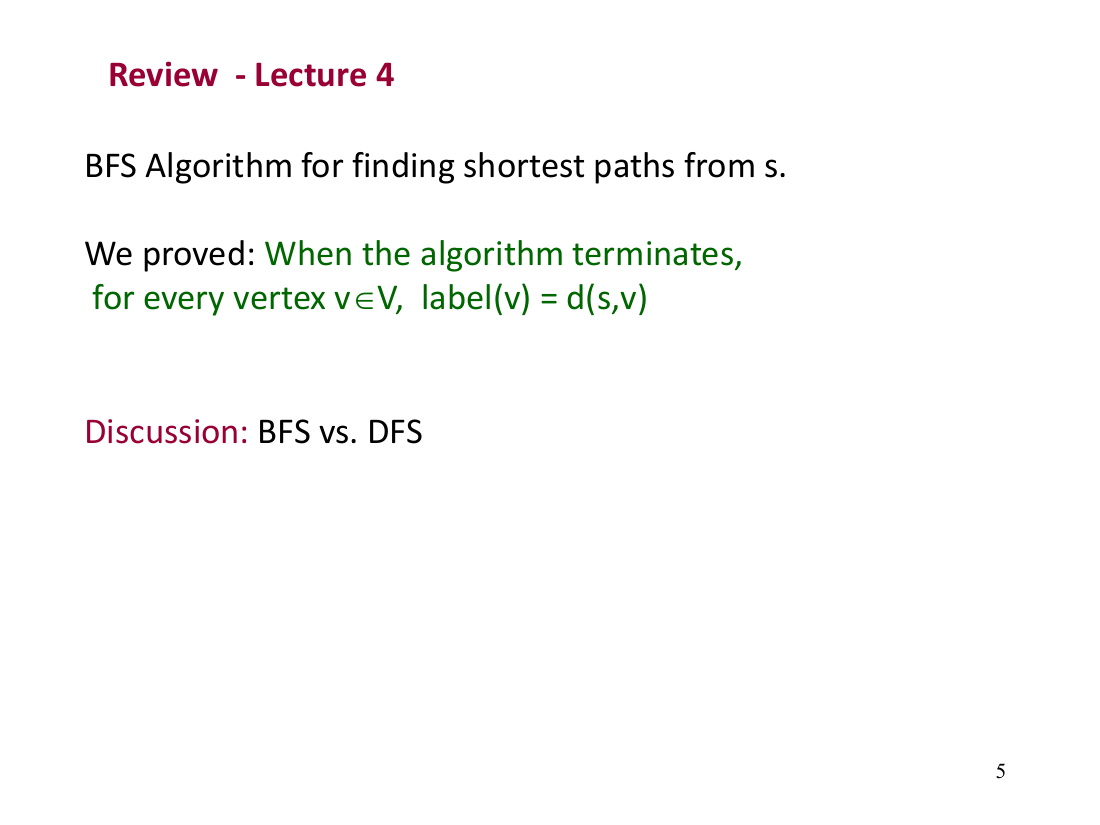 Review - Lecture 4
BFS Algorithm for finding shortest paths from s.
We proved: When the algorithm terminates,
for every vertex v∈V, label(v) = d(s,v)
Discussion: BFS vs. DFS
5